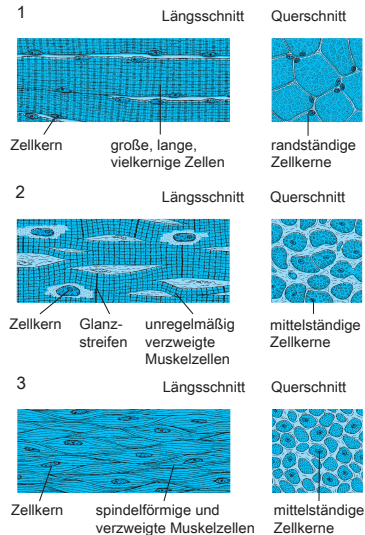 1 Längsschnitt Querschnitt
Zellkern große, lange, randständige
vielkernige Zellen Zellkerne
2 Längsschnitt Querschnitt
Zellkern Glanz- unregelmäßig mittelständige
streifen verzweigte Zellkerne
Muskelzellen
3 Längsschnitt Querschnitt
Zellkern spindelförmige und mittelständige
verzweigte Muskelzellen Zellkerne